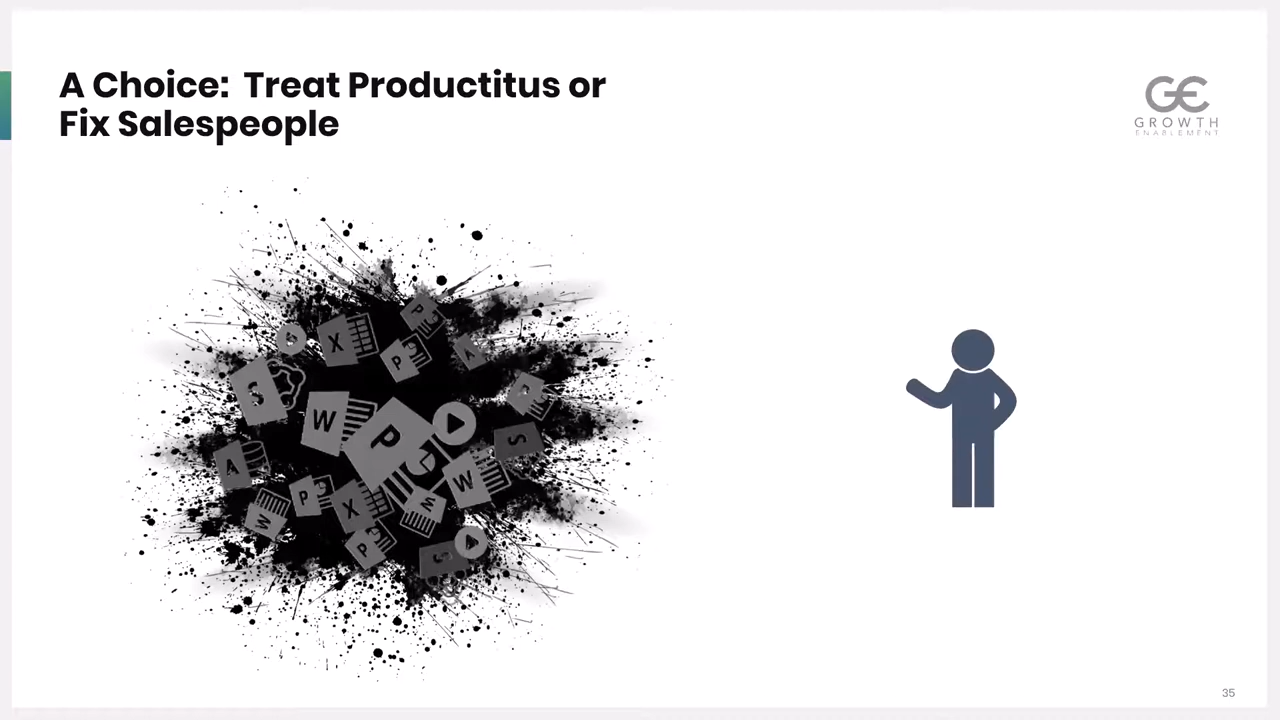 A Choice: Treat Productitus or
Fix Salespeople
GE
GROWTH
ENABLEMENT
P
X
P
A
P
S
P
W
P
S
A
W
P
X
W
W
P
S
35